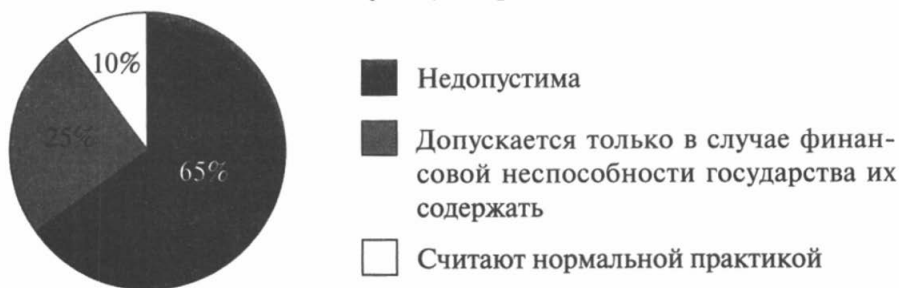 10%
25%
65%
Недопустима
Допускается только в случае финан-
совой неспособности государства их
содержать
Считают нормальной практикой